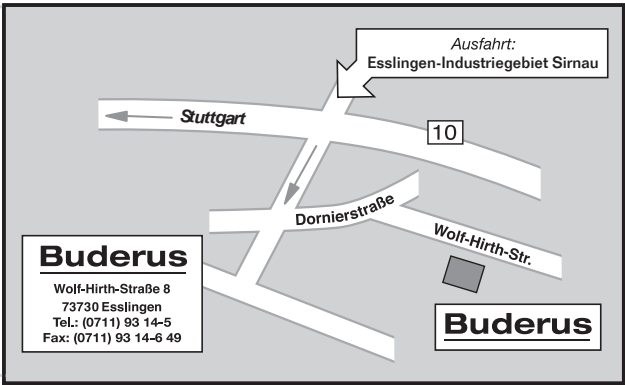 Ausfahrt:
Esslingen-Industriegebiet Sirnau
Stuttgart
10
Dornierstraße
Wolf-Hirth-Str.
Buderus
Wolf-Hirth-Straße 8
73730 Esslingen
Tel.: (0711) 93 14-5
Fax: (0711) 93 14-6 49
Buderus